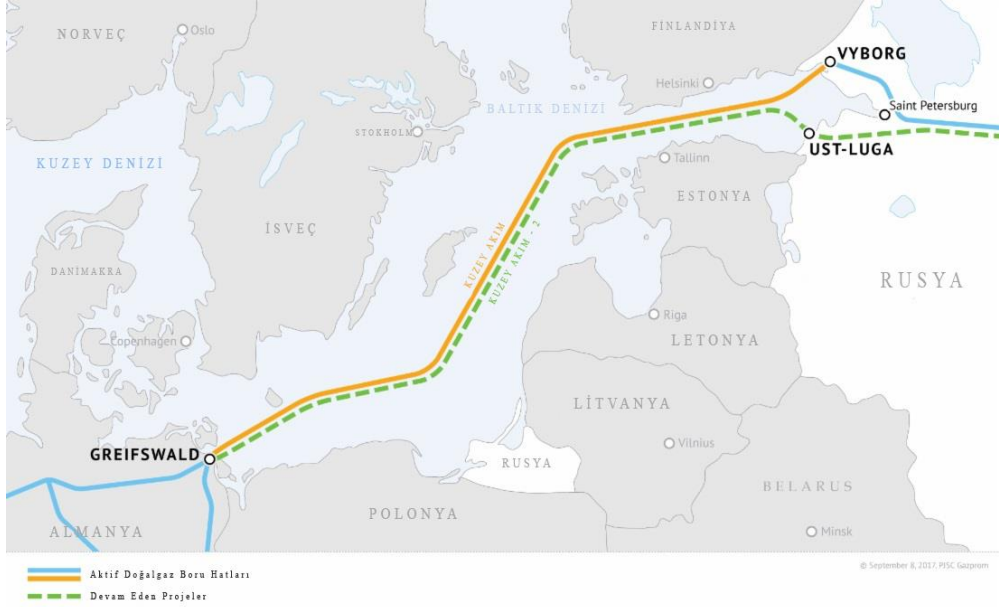 NORVEÇ
Oslo
FİNLANDİYA
VYBORG
Helsinki
BALTIK DENİZİ
Saint Petersburg
STOKHOLM
UST-LUGA
KUZEY DENİZİ
Tallinn
ESTONYA
İSVEÇ
KUZEY AKIM
KUZEY AKIM - 2
DANİMAKRA
RUSYA
Copenhagen
Riga
LETONYA
LİTVANYA
GREIFSWALD
Vilnius
RUSYA
BELARUS
POLONYA
ALMANYA
Minsk
© September 8, 2017. PJSC Gazprom
Aktif Doğalgaz Boru Hatları
Devam Eden Projeler